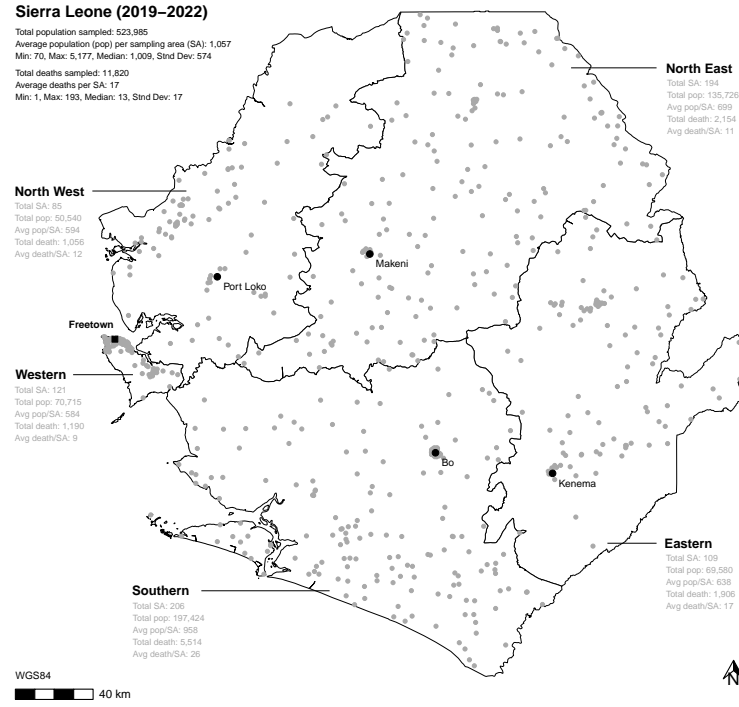 Sierra Leone (2019–2022)
Total population sampled: 523,985
Average population (pop) per sampling area (SA): 1,057
Min: 70, Max: 5,177, Median: 1,009, Stnd Dev: 574
Total deaths sampled: 11,820
Average deaths per SA: 17
Min: 1, Max: 193, Median: 13, Stnd Dev: 17
North East
Total SA: 194
Total pop: 135,726
Avg pop/SA: 699
Total death: 2,154
Avg death/SA: 11
North West
Total SA: 85
Total pop: 50,540
Avg pop/SA: 594
Total death: 1,056
Avg death/SA: 12
Makeni
Port Loko
Freetown
Western
Total SA: 121
Total pop: 70,715
Avg pop/SA: 584
Total death: 1,190
Avg death/SA: 9
Bo
Kenema
Eastern
Total SA: 109
Total pop: 69,580
Avg pop/SA: 638
Total death: 1,906
Avg death/SA: 17
Southern
Total SA: 206
Total pop: 197,424
Avg pop/SA: 958
Total death: 5,514
Avg death/SA: 26
WGS84
40 km
N